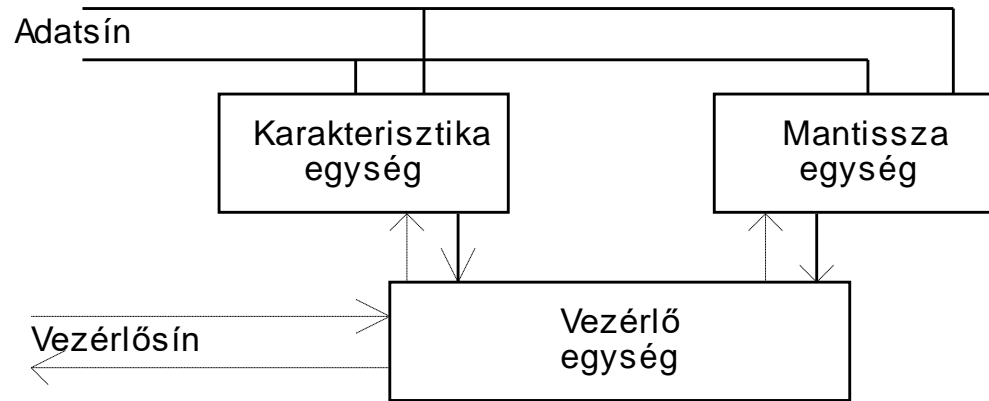 Adatsín
Karakterisztika
egység
Mantissza
egység
Vezérlősín
Vezérlő
egység